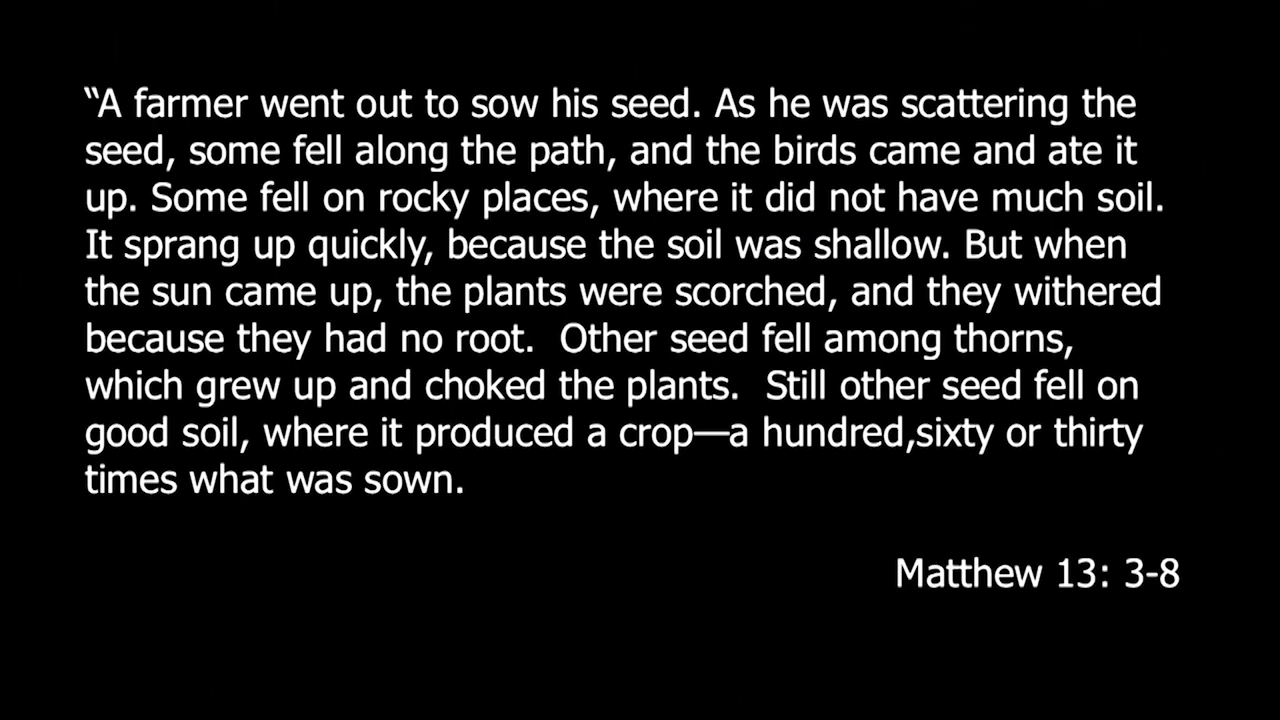 “A farmer went out to sow his seed. As he was scattering the
seed, some fell along the path, and the birds came and ate it
up. Some fell on rocky places, where it did not have much soil.
It sprang up quickly, because the soil was shallow. But when
the sun came up, the plants were scorched, and they withered
because they had no root.  Other seed fell among thorns,
which grew up and choked the plants.  Still other seed fell on
good soil, where it produced a crop—a hundred,sixty or thirty
times what was sown.
Matthew 13: 3-8